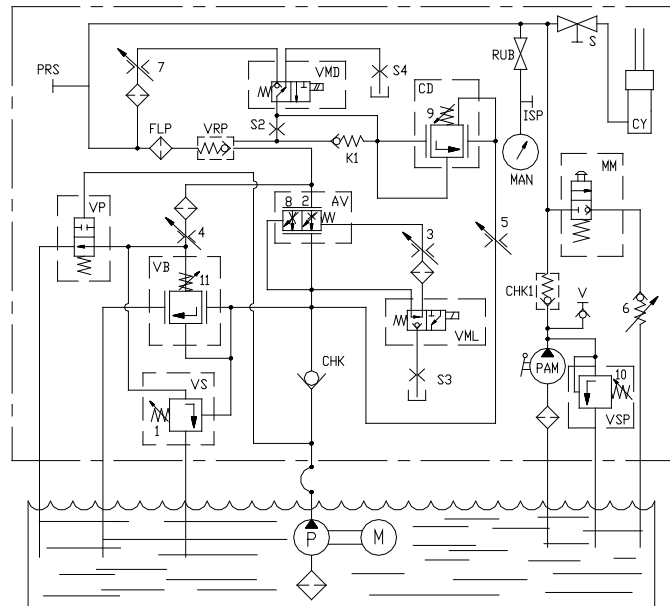 S
RUB
PRS
7
VMD
S4
CD
CY
ISP
9
S2
FLP
VRP
K1
MAN
MM
VP
8 2 AV
5
4
3
6
VB
11
CHK1
V
VML
CHK
S3
PAM
VS
10
1
VSP
P
M